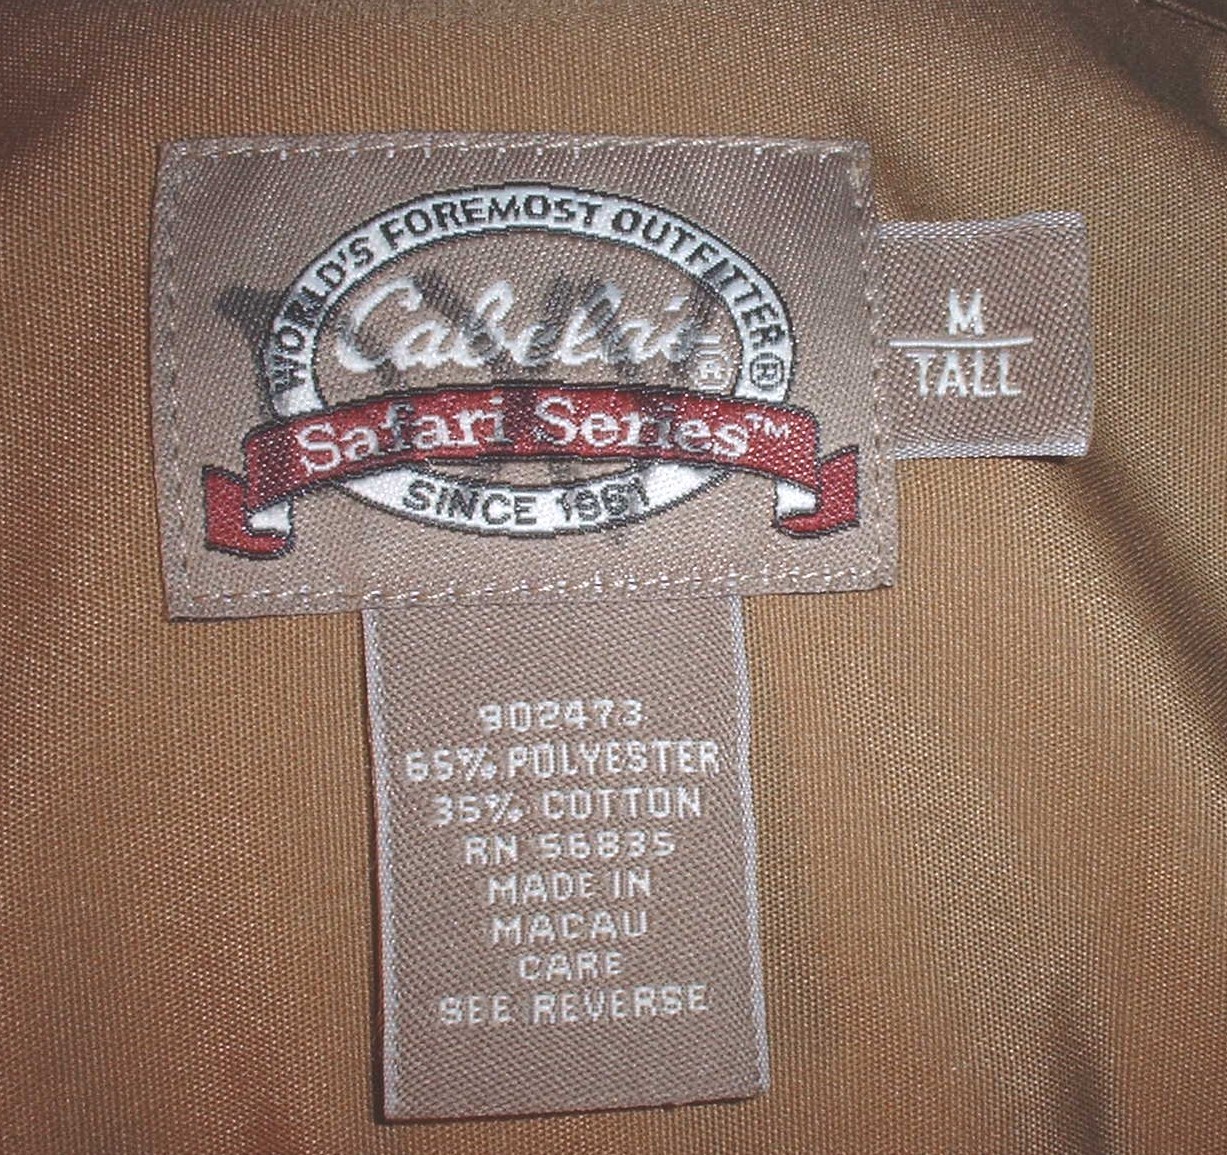 WORLD'S FOREMOST OUTFITTER®
Cabela's
Safari Series™
SINCE 1961
M
TALL
902473
65% POLYESTER
35% COTTON
RN 56835
MADE IN
MACAU
CARE
SEE REVERSE